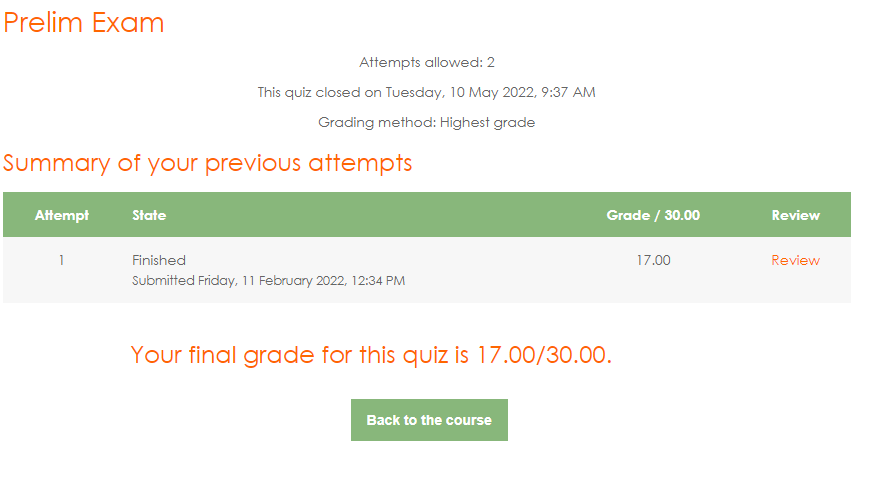 Prelim Exam
Attempts allowed: 2
This quiz closed on Tuesday, 10 May 2022, 9:37 AM
Grading method: Highest grade
Summary of your previous attempts
Attempt State Grade / 30.00 Review
1 Finished 17.00 Review
Submitted Friday, 11 February 2022, 12:34 PM
Your final grade for this quiz is 17.00/30.00.
Back to the course